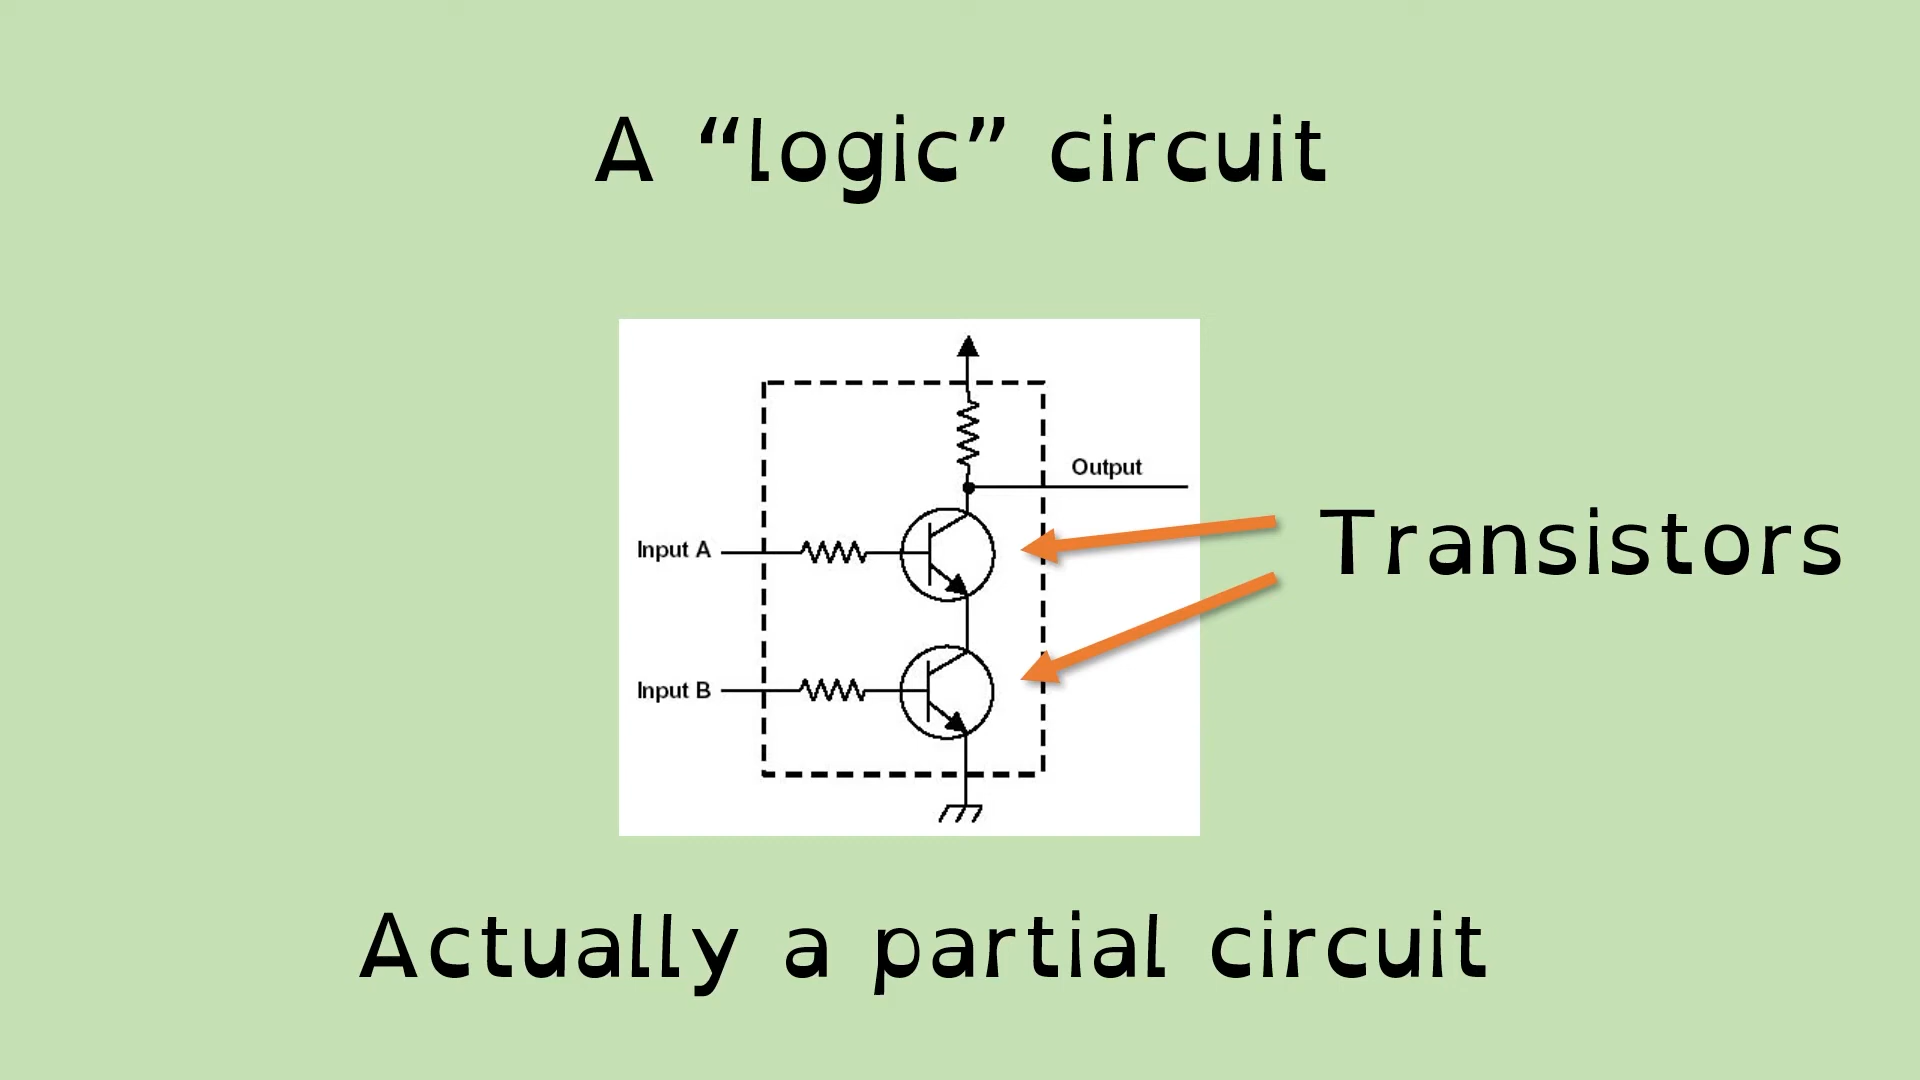 A “logic” circuit
Output
Input A
Transistors
Input B
Actually a partial circuit